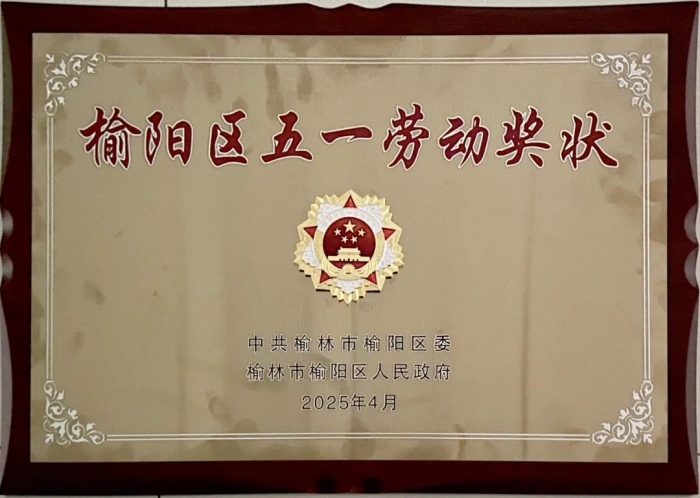 榆阳区五一劳动奖状
中共榆林市榆阳区委
榆林市榆阳区人民政府
2025年4月